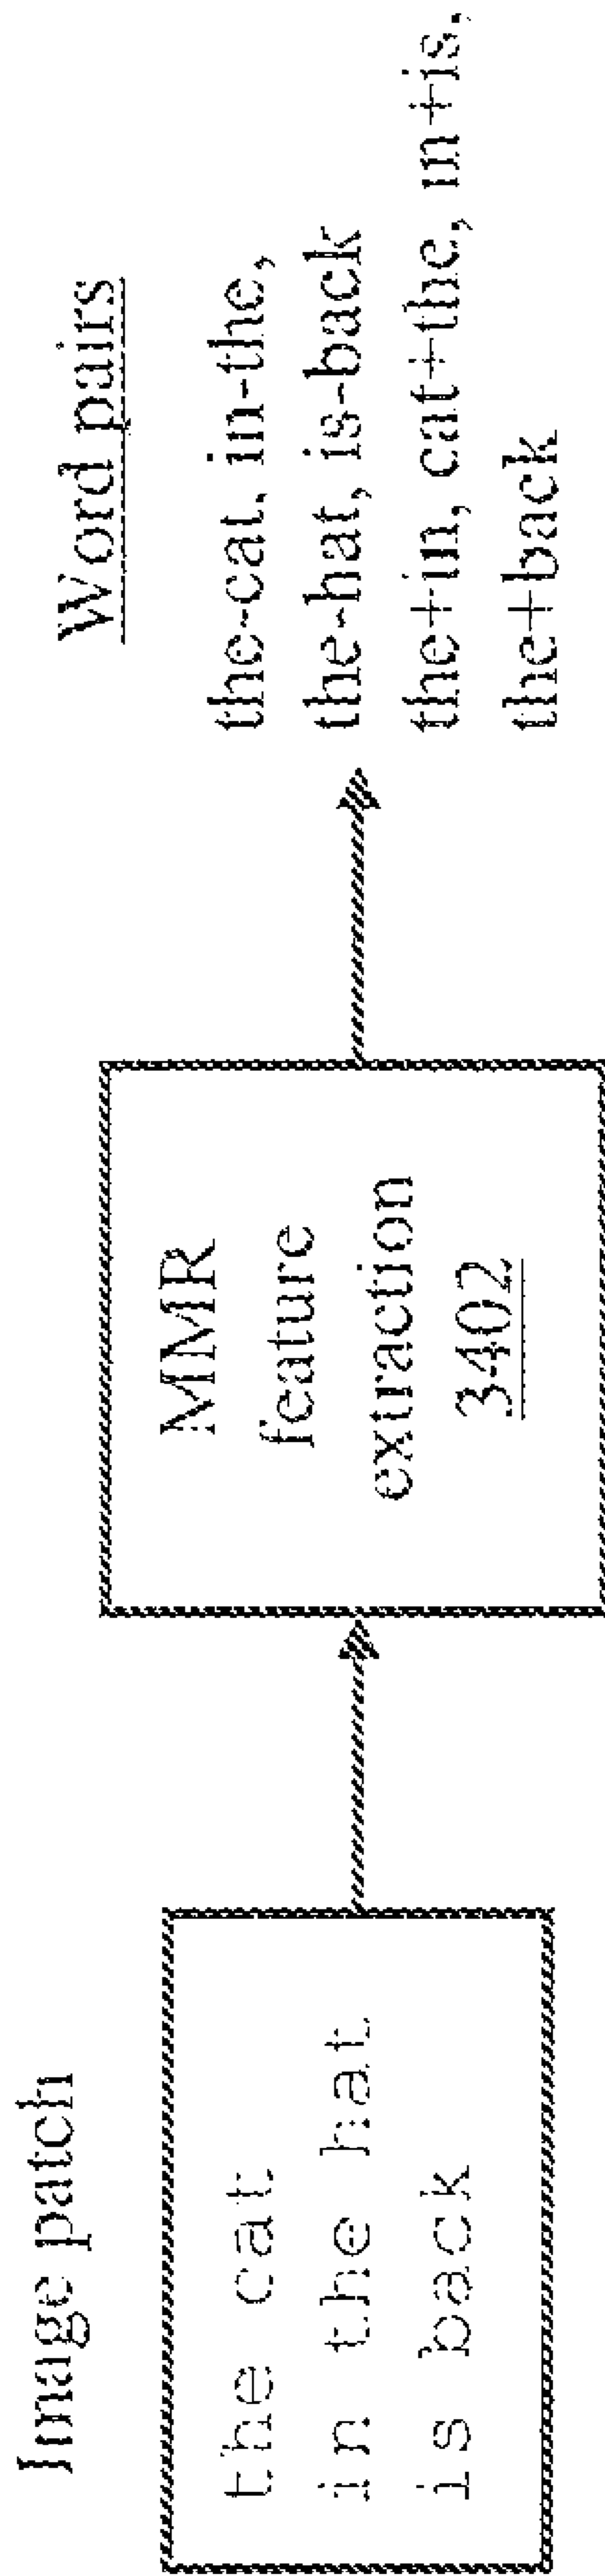 Image patch
the cat
in the hat
is back
MMR
feature
extraction
3402
Word pairs
the-cat, in-the,
the-hat, is-back
the+in, cat+the, in+is,
the+back